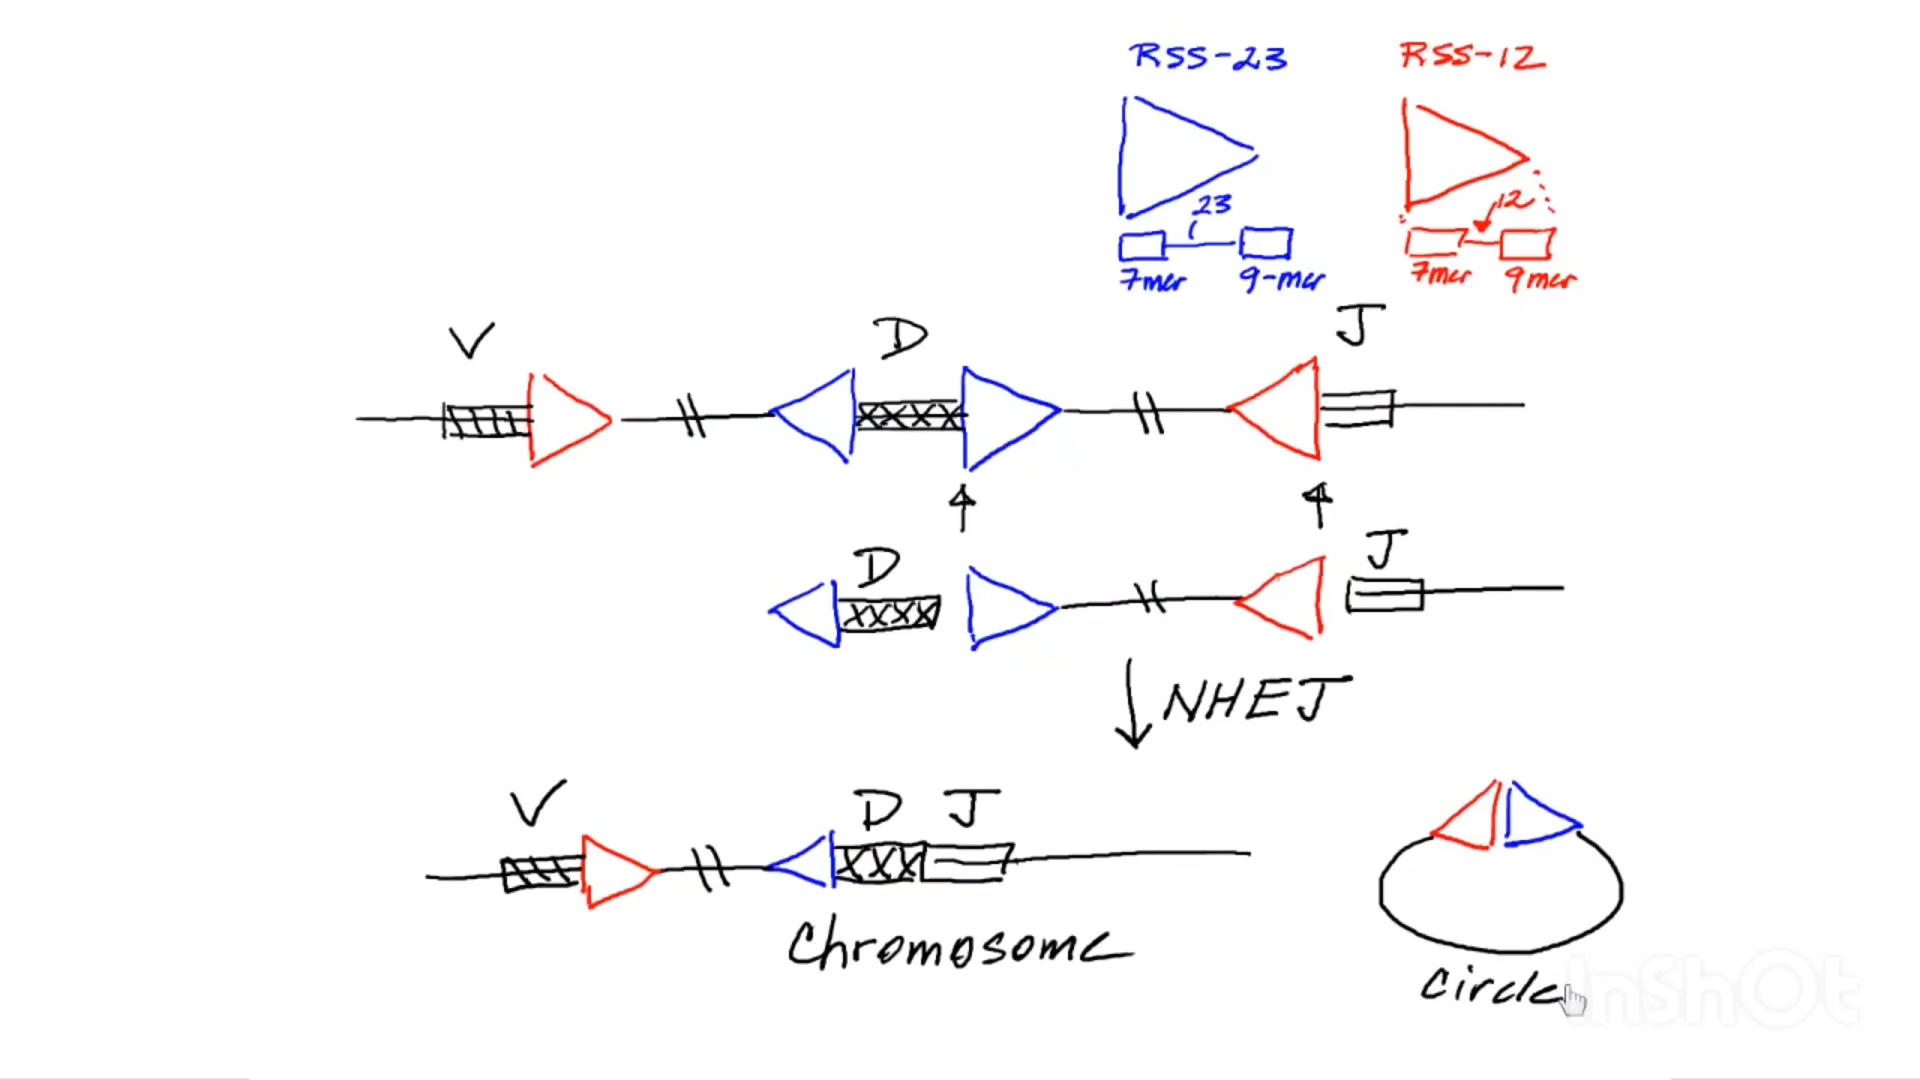 RSS-23
RSS-12
23
12
7mer
9-mer
7mer
9mer
V
D
J
D
J
NHEJ
V
D
J
Chromosome
Circle
InShOt